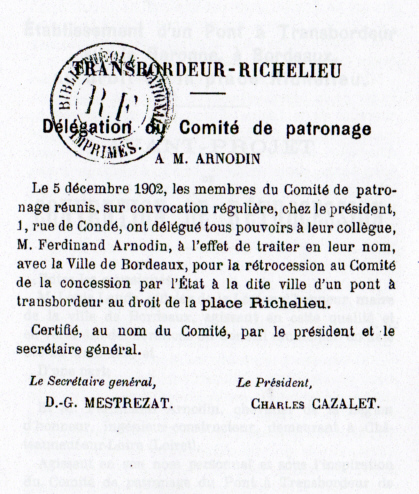 TRANSBORDEUR-RICHELIEU
BIBLIOTHÈQUE NATIONALE
RF
IMPRIMÉS.
Délégation du Comité de patronage
A M. ARNODIN
Le 5 décembre 1902, les membres du Comité de patro-
nage réunis, sur convocation régulière, chez le président,
1, rue de Condé, ont délégué tous pouvoirs à leur collègue,
M. Ferdinand Arnodin, à l'effet de traiter en leur nom,
avec la Ville de Bordeaux, pour la rétrocession au Comité
de la concession par l'État à la dite ville d'un pont à
transbordeur au droit de la place Richelieu.
Certifié, au nom du Comité, par le président et le
secrétaire général.
Le Secrétaire général,
D.-G. MESTREZAT.
Le Président,
CHARLES CAZALET.